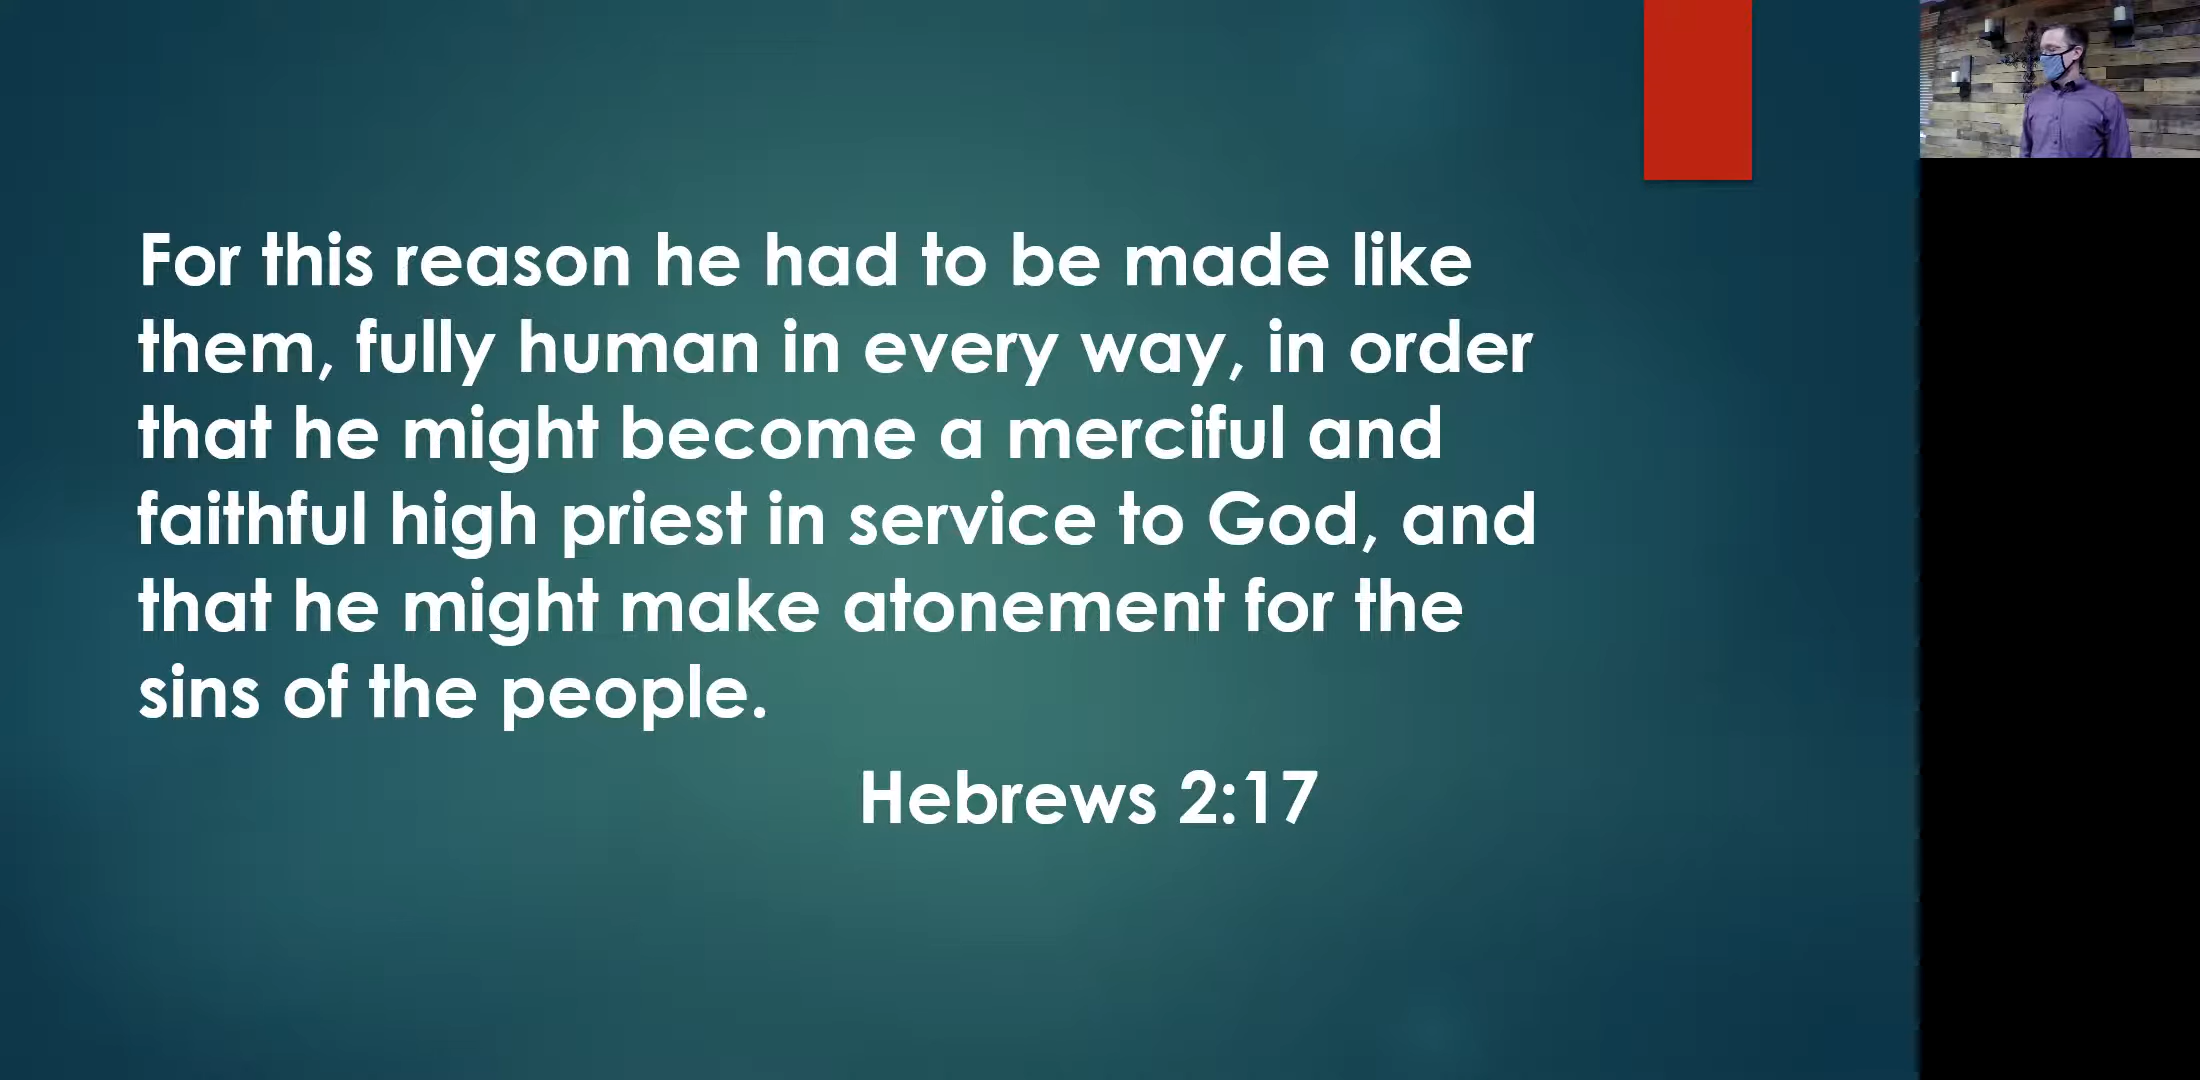 For this reason he had to be made like
them, fully human in every way, in order
that he might become a merciful and
faithful high priest in service to God, and
that he might make atonement for the
sins of the people.
Hebrews 2:17